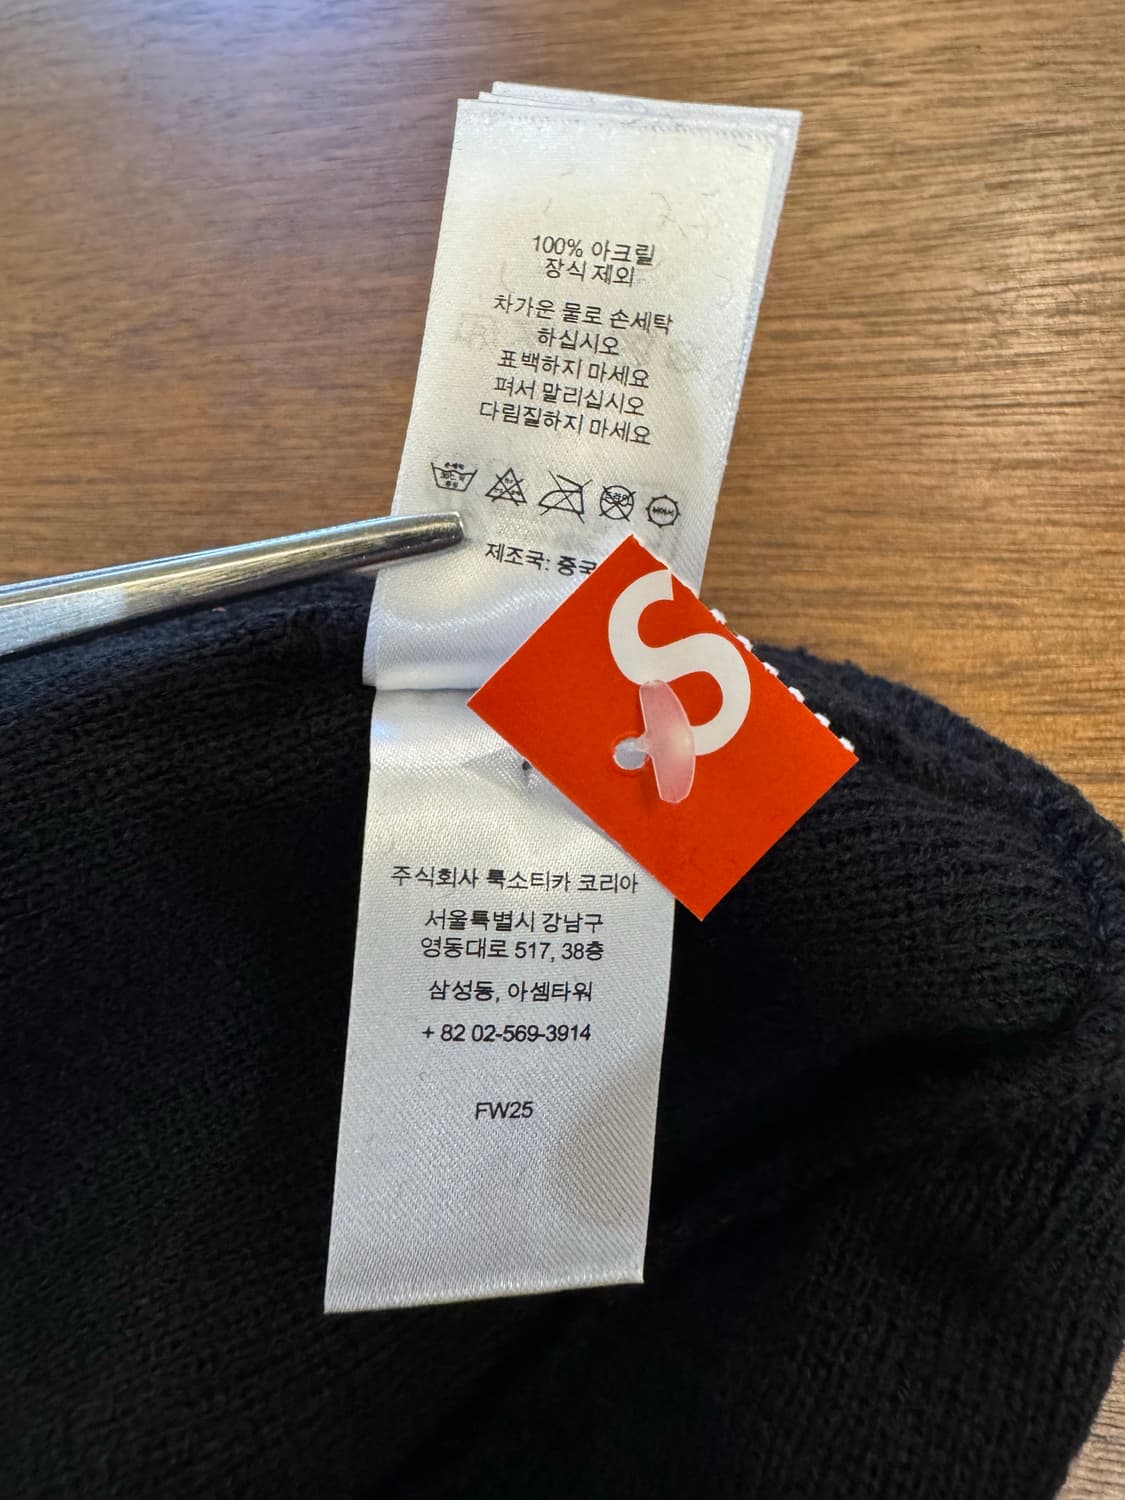 100% 아크릴
장식 제외
차가운 물로 손세탁
하십시오
표백하지 마세요
펴서 말리십시오
다림질하지 마세요
제조국: 중국
S
주식회사 룩소티카 코리아
서울특별시 강남구
영동대로 517, 38층
삼성동, 아셈타워
+ 82 02-569-3914
FW25